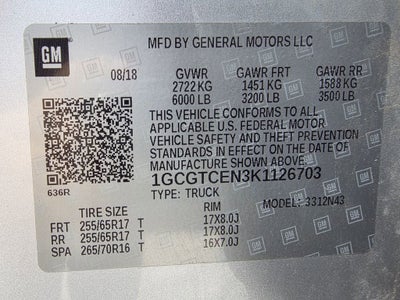 GM
MFD BY GENERAL MOTORS LLC
08/18 GVWR GAWR FRT GAWR RR
2722 KG 1451 KG 1588 KG
6000 LB 3200 LB 3500 LB
THIS VEHICLE CONFORMS TO ALL
APPLICABLE U.S. FEDERAL MOTOR
VEHICLE SAFETY AND THEFT
PREVENTION STANDARDS IN
EFFECT ON THE DATE OF
MANUFACTURE SHOWN ABOVE.
1GCGTCEN3K1126703
636R TYPE: TRUCK MODEL: 3312N43
TIRE SIZE RIM
FRT 255/65R17 T 17X8.0J
RR 255/65R17 T 17X8.0J
SPA 265/70R16 T 16X7.0J